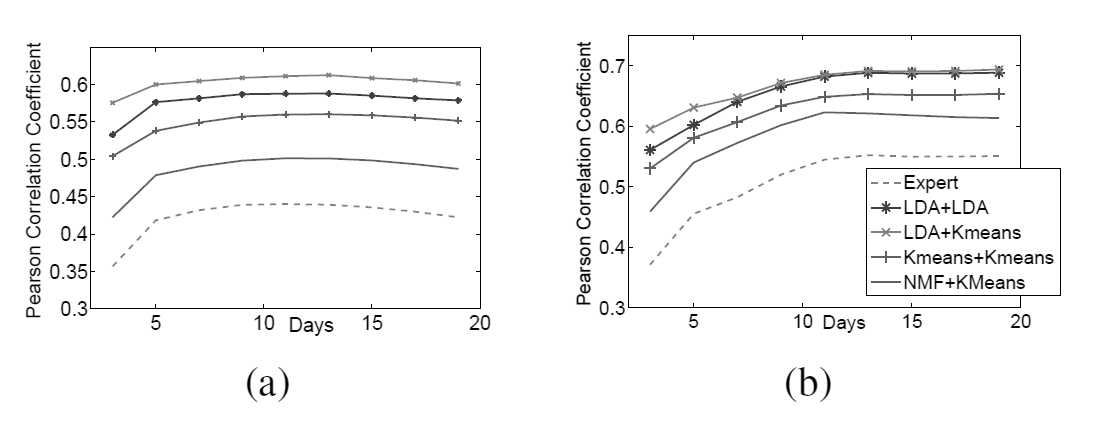 Pearson Correlation Coefficient
0.6
0.55
0.5
0.45
0.4
0.35
0.3
5
10
15
20
Days
(a)
Pearson Correlation Coefficient
0.7
0.6
0.5
0.4
0.3
5
10
15
20
Days
Expert
LDA+LDA
LDA+Kmeans
Kmeans+Kmeans
NMF+KMeans
(b)